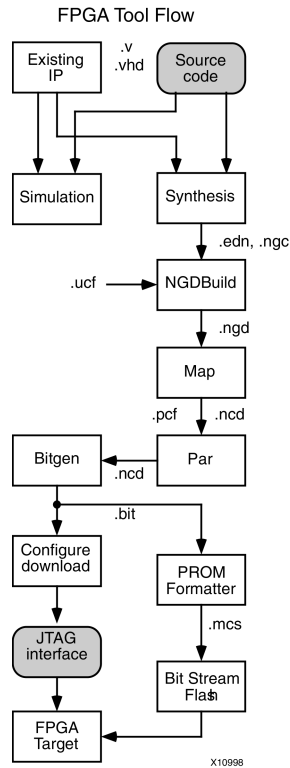 FPGA Tool Flow
Existing
IP
.v
.vhd
Source
code
Simulation
Synthesis
.edn, .ngc
.ucf
NGDBuild
.ngd
Map
.pcf
.ncd
Bitgen
Par
.ncd
.bit
Configure
download
PROM
Formatter
.mcs
JTAG
interface
Bit Stream
Flash
FPGA
Target
X10998